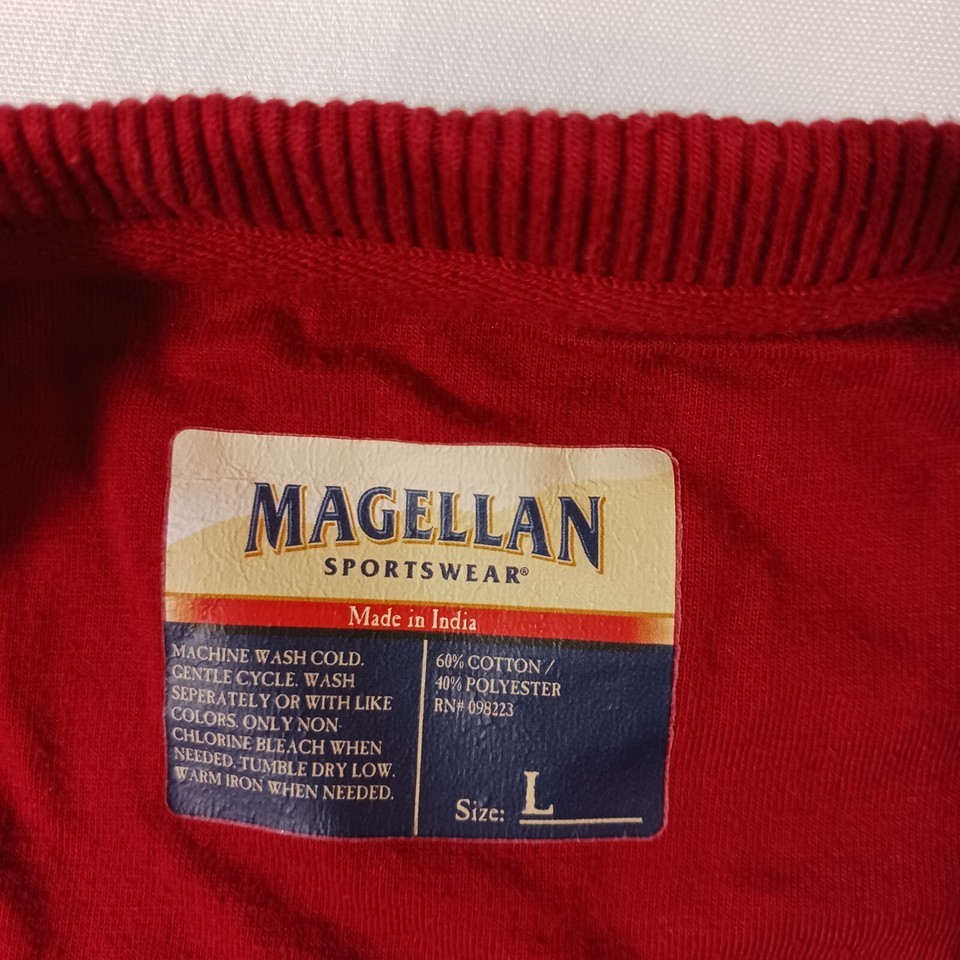 MAGELLAN
SPORTSWEAR®
Made in India
MACHINE WASH COLD.
GENTLE CYCLE. WASH
SEPERATELY OR WITH LIKE
COLORS. ONLY NON-
CHLORINE BLEACH WHEN
NEEDED. TUMBLE DRY LOW.
WARM IRON WHEN NEEDED.
60% COTTON /
40% POLYESTER
RN# 098223
Size: L